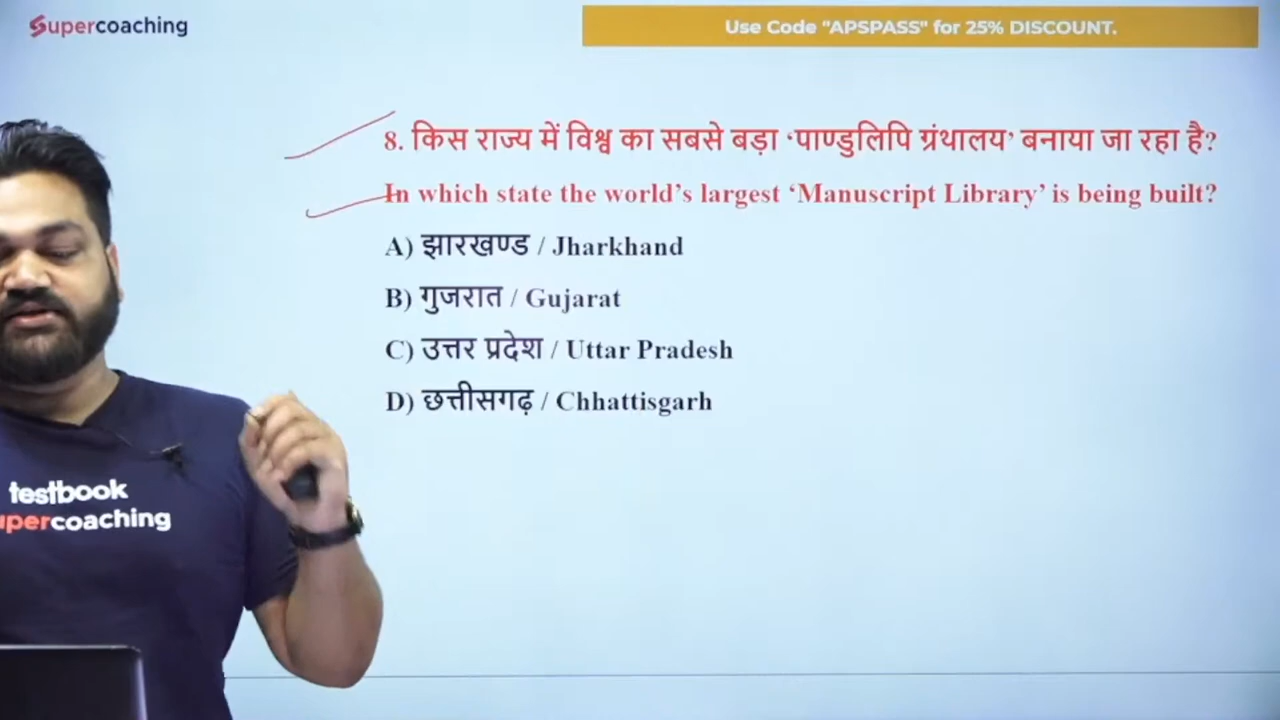 Supercoaching
Use Code "APSPASS" for 25% DISCOUNT.
8. किस राज्य में विश्व का सबसे बड़ा ‘पाण्डुलिपि ग्रंथालय’ बनाया जा रहा है?
In which state the world’s largest ‘Manuscript Library’ is being built?
A) झारखण्ड / Jharkhand
B) गुजरात / Gujarat
C) उत्तर प्रदेश / Uttar Pradesh
D) छत्तीसगढ़ / Chhattisgarh
testbook
upercoaching